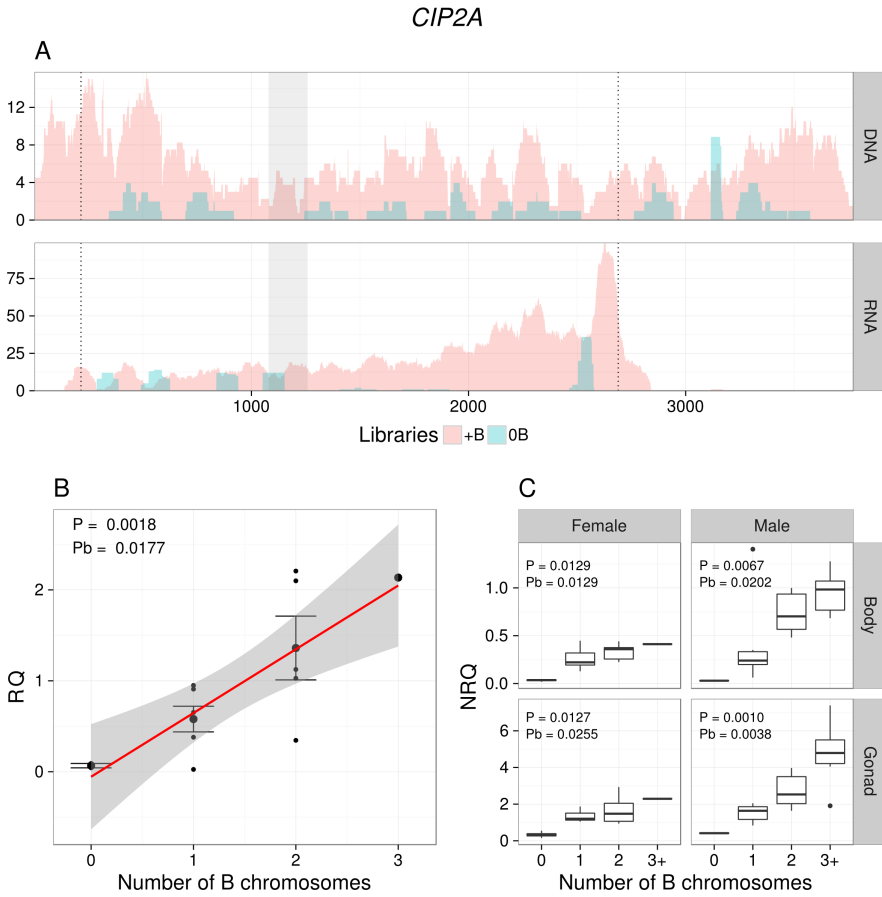 CIP2A
A
12
8
4
0
DNA
75
50
25
0
RNA
1000 2000 3000
Libraries +B 0B
B
P = 0.0018
Pb = 0.0177
2
1
0
RQ
0 1 2 3
Number of B chromosomes
C
Female Male
P = 0.0129
Pb = 0.0129
P = 0.0067
Pb = 0.0202
1.0
0.5
0.0
Body
NRQ
P = 0.0127
Pb = 0.0255
P = 0.0010
Pb = 0.0038
6
4
2
0
Gonad
0 1 2 3+ 0 1 2 3+
Number of B chromosomes